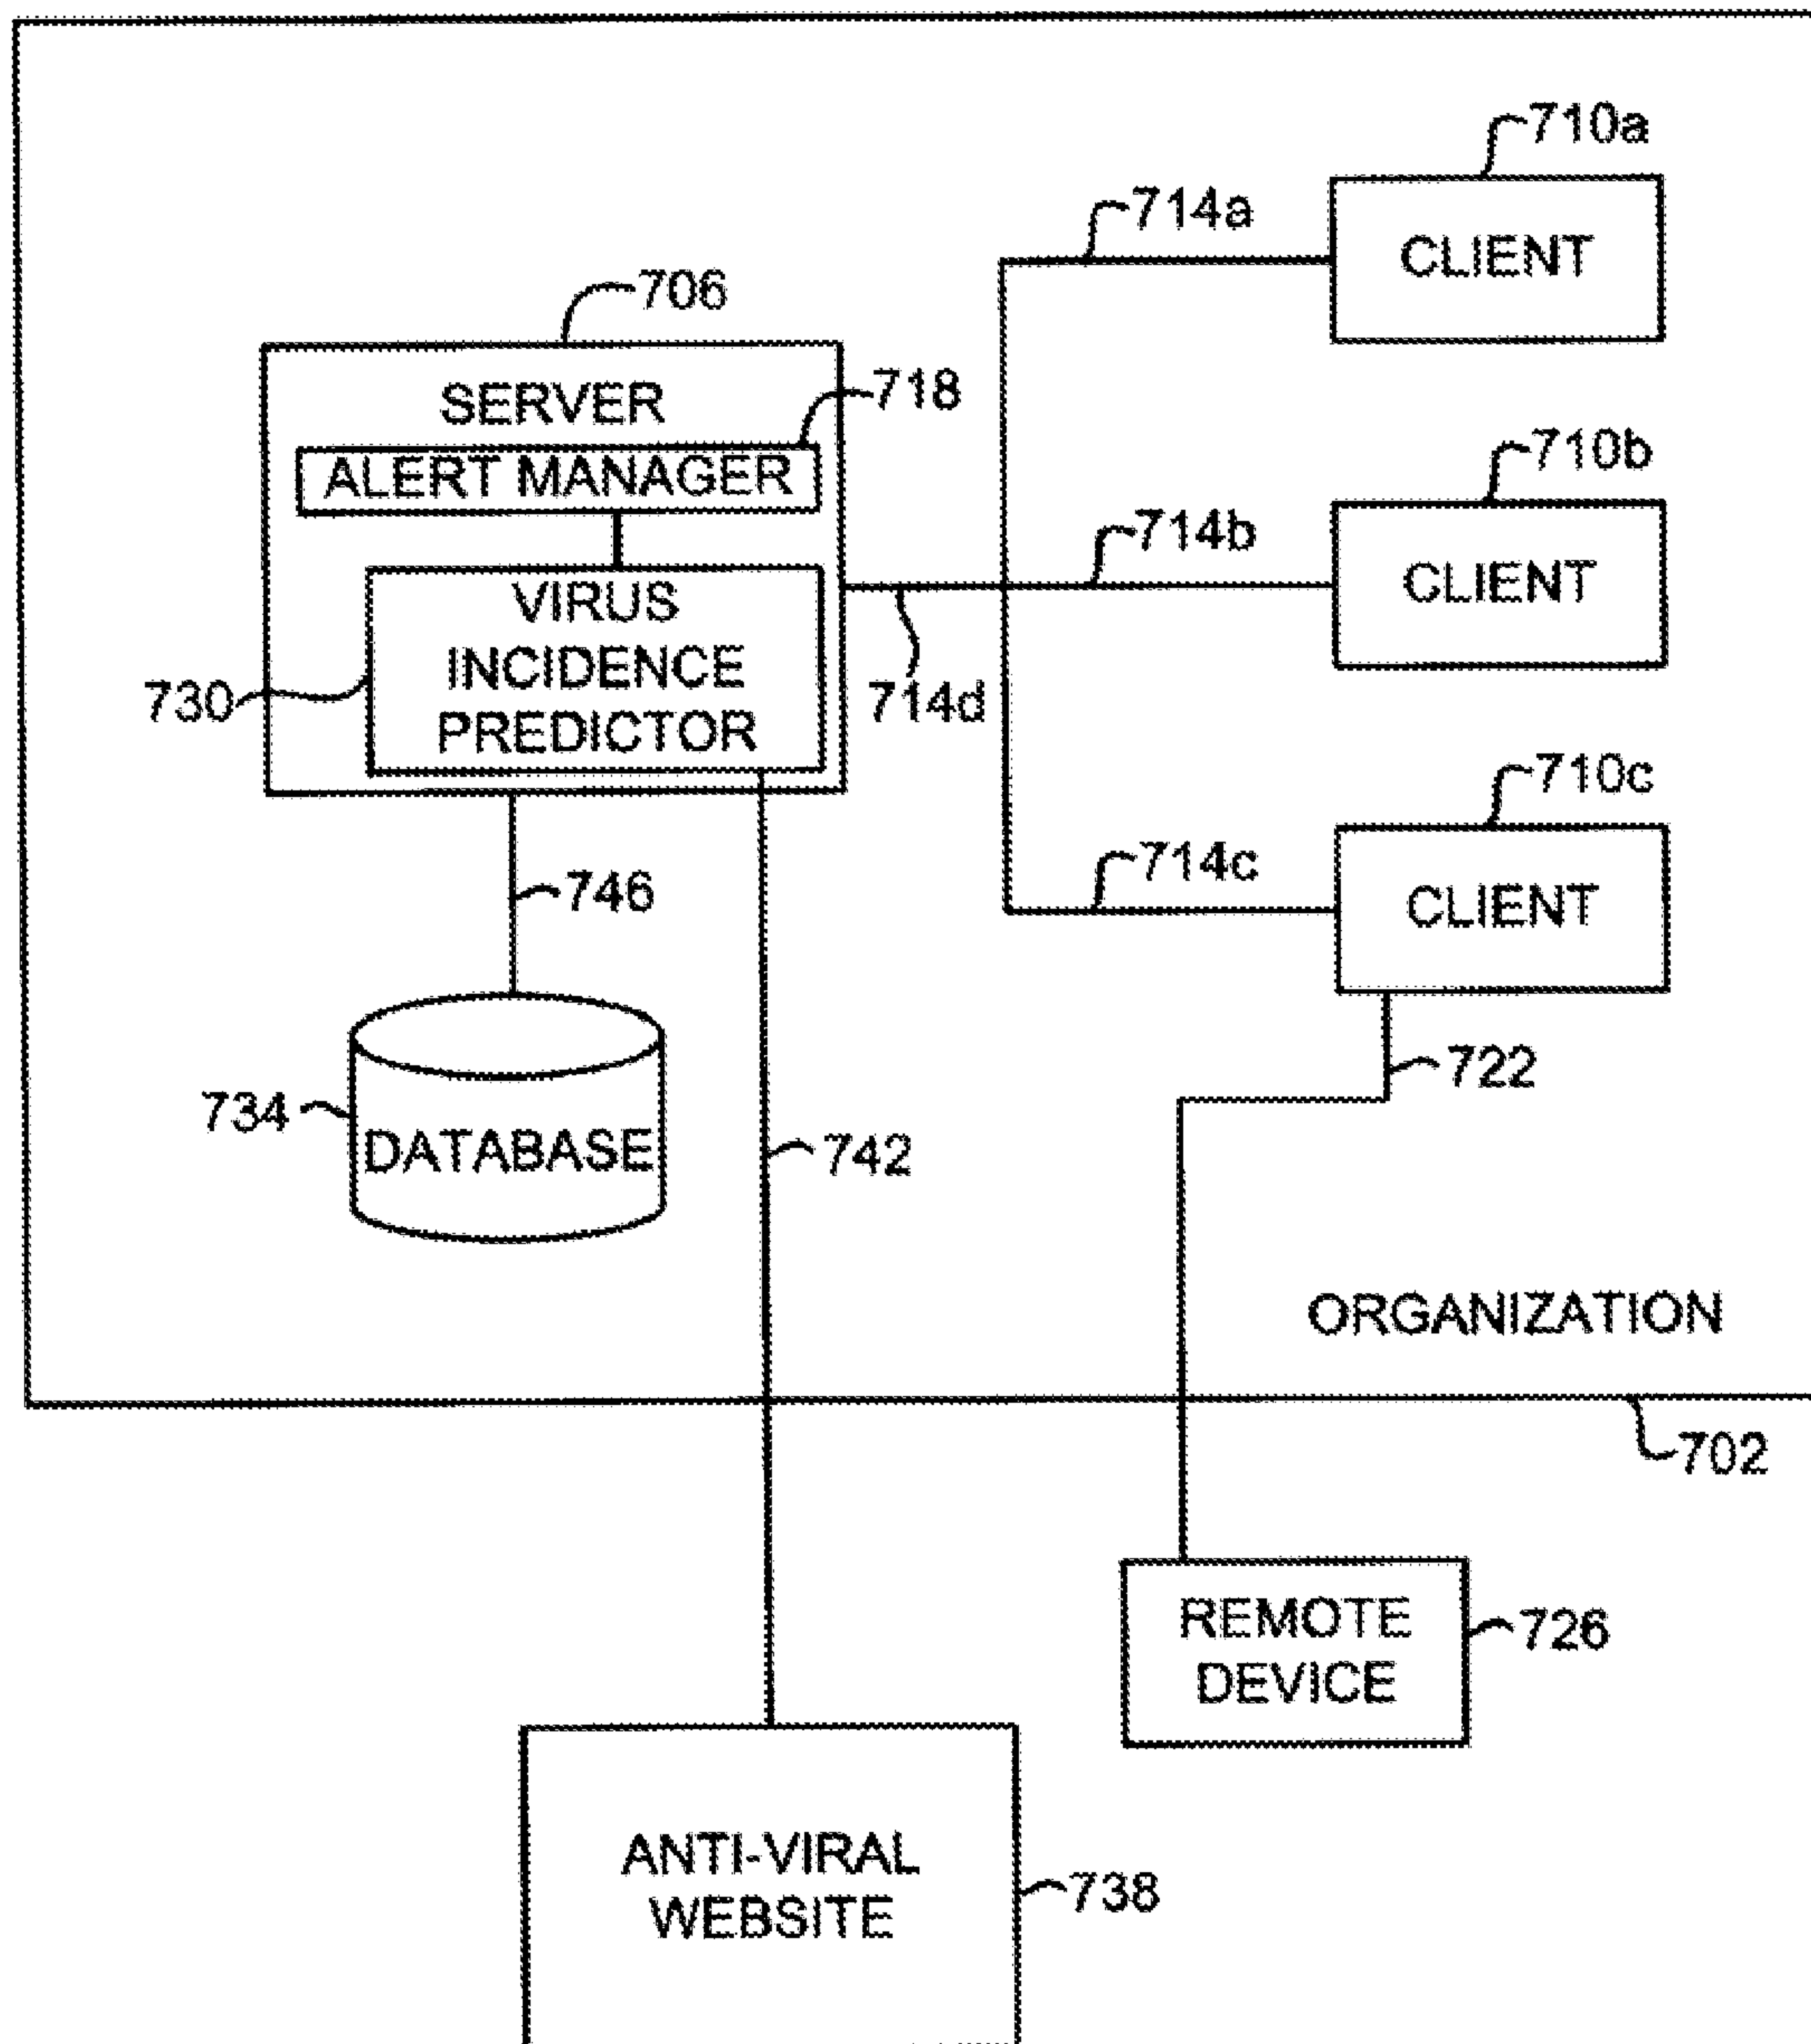 710a
714a
CLIENT
706
SERVER
718
ALERT MANAGER
710b
714b
CLIENT
VIRUS
INCIDENCE
PREDICTOR
730
714d
710c
714c
CLIENT
746
722
734
DATABASE
742
ORGANIZATION
702
REMOTE
DEVICE
726
ANTI-VIRAL
WEBSITE
738